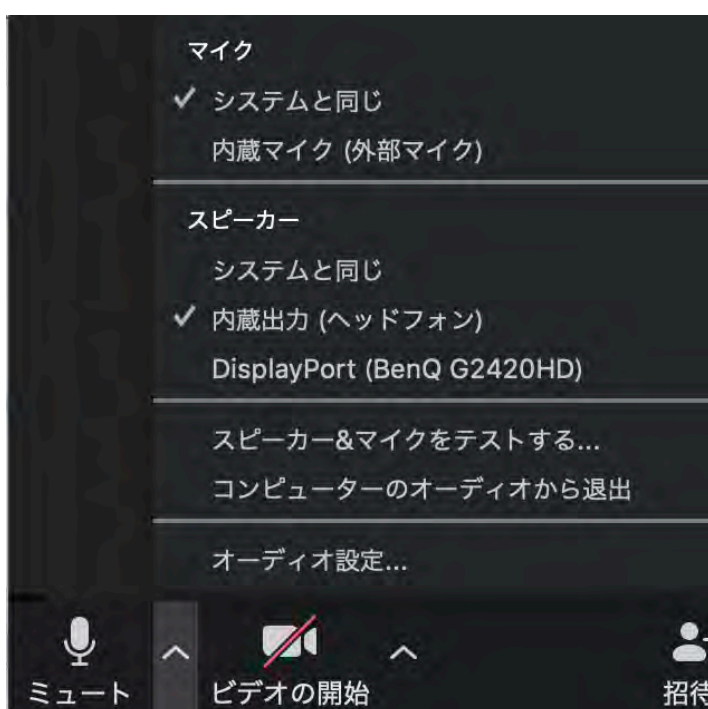 マイク
システムと同じ
内蔵マイク (外部マイク)
スピーカー
システムと同じ
内蔵出力 (ヘッドフォン)
DisplayPort (BenQ G2420HD)
スピーカー&マイクをテストする...
コンピューターのオーディオから退出
オーディオ設定...
ミュート
ビデオの開始
招待